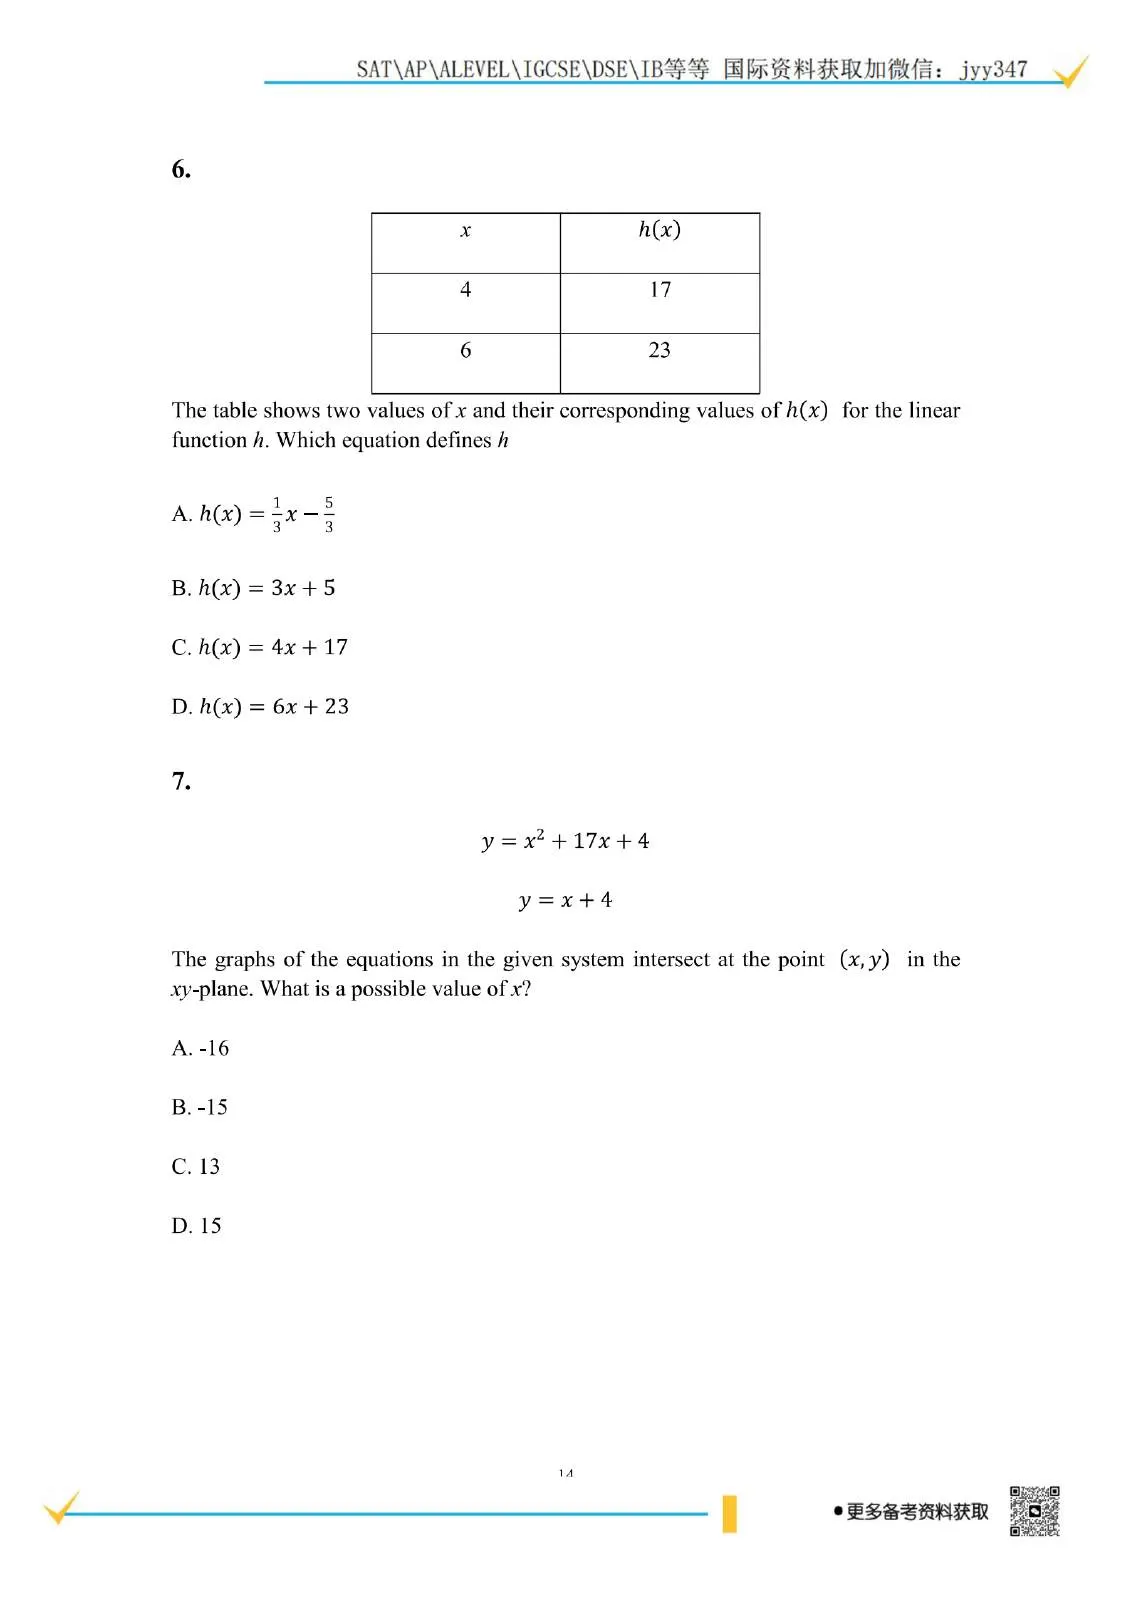 SAT\AP\ALEVEL\IGCSE\DSE\IB等等 国际资料获取加微信：jyy347
6.
x h(x)
4 17
6 23
The table shows two values of x and their corresponding values of h(x) for the linear
function h. Which equation defines h
A. h(x) = 1/3 x − 5/3
B. h(x) = 3x + 5
C. h(x) = 4x + 17
D. h(x) = 6x + 23
7.
y = x² + 17x + 4
y = x + 4
The graphs of the equations in the given system intersect at the point (x, y) in the
xy-plane. What is a possible value of x?
A. -16
B. -15
C. 13
D. 15
14
•更多备考资料获取